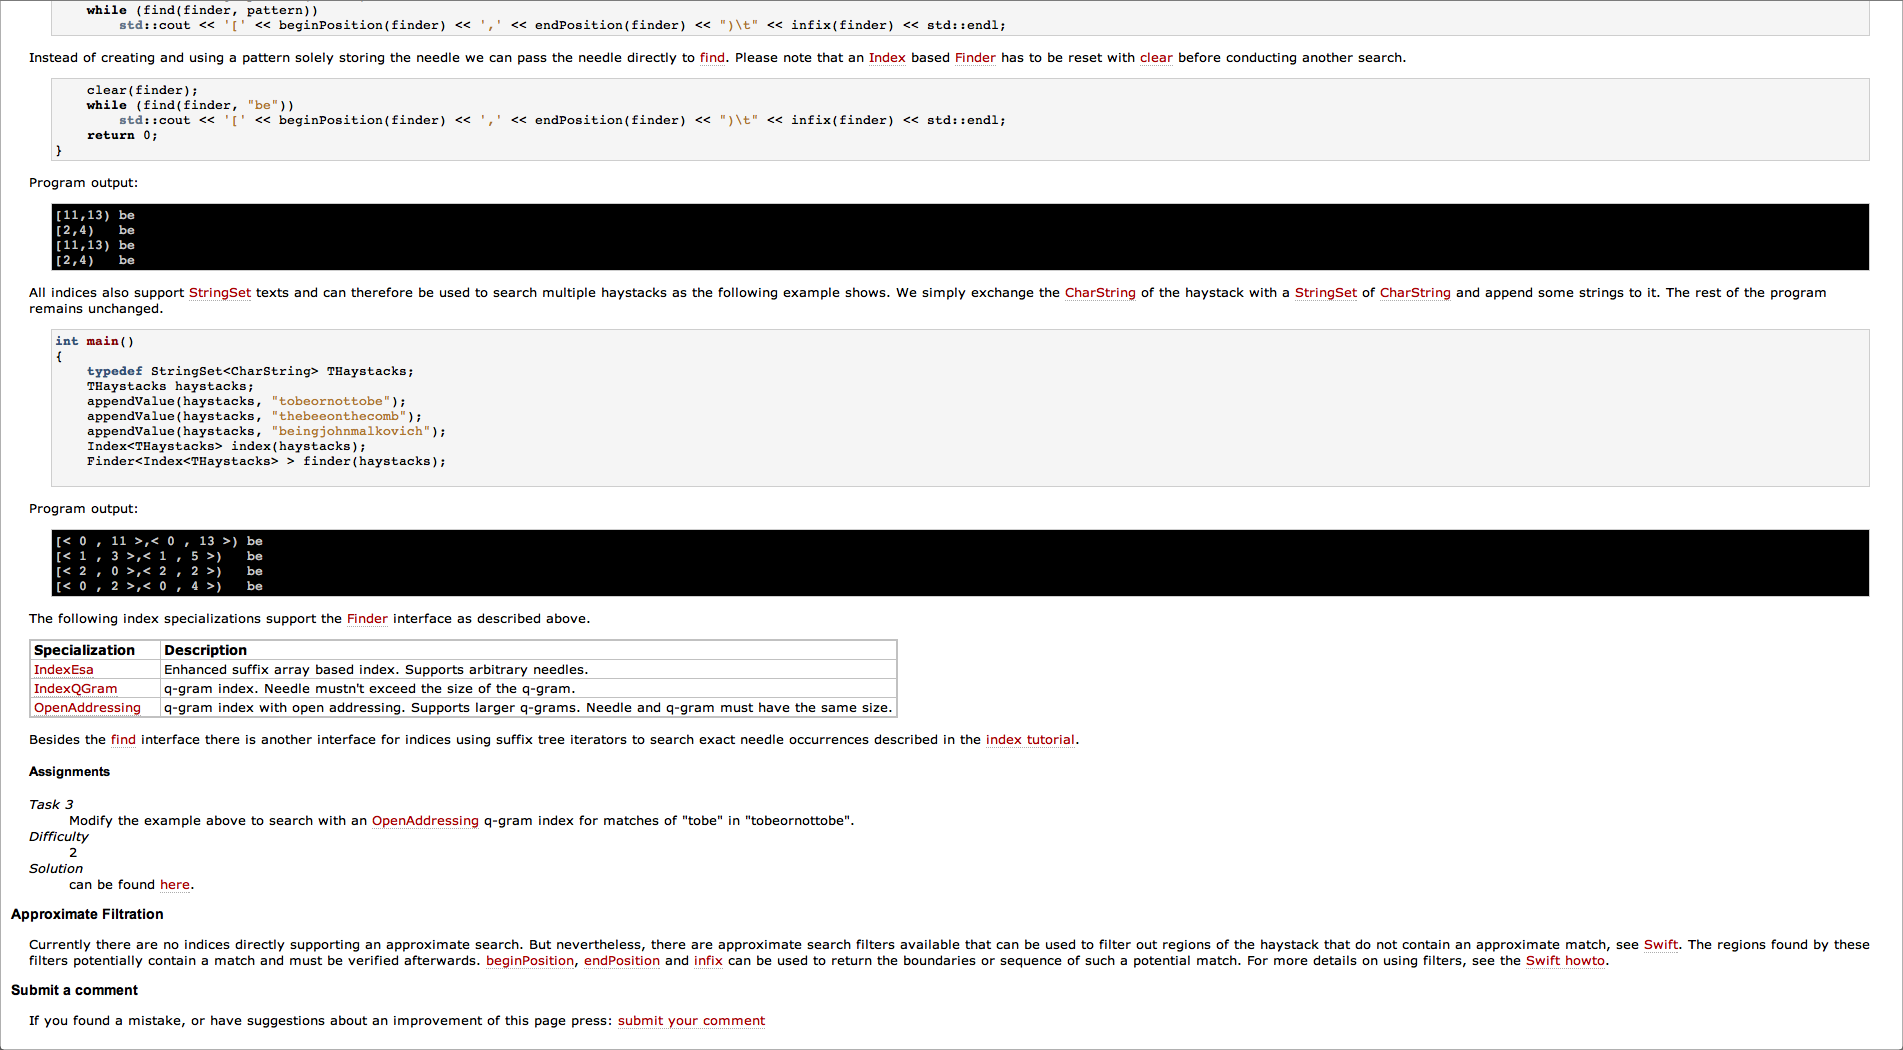 while (find(finder, pattern))
std::cout << '[' << beginPosition(finder) << ',' << endPosition(finder) << ")\t" << infix(finder) << std::endl;
Instead of creating and using a pattern solely storing the needle we can pass the needle directly to find. Please note that an Index based Finder has to be reset with clear before conducting another search.
clear(finder);
while (find(finder, "be"))
std::cout << '[' << beginPosition(finder) << ',' << endPosition(finder) << ")\t" << infix(finder) << std::endl;
return 0;
}
Program output:
[11,13) be
[2,4)   be
[11,13) be
[2,4)   be
All indices also support StringSet texts and can therefore be used to search multiple haystacks as the following example shows. We simply exchange the CharString of the haystack with a StringSet of CharString and append some strings to it. The rest of the program
remains unchanged.
int main()
{
typedef StringSet<CharString> THaystacks;
THaystacks haystacks;
appendValue(haystacks, "tobeornottobe");
appendValue(haystacks, "thebeeonthecomb");
appendValue(haystacks, "beingjohnmalkovich");
Index<THaystacks> index(haystacks);
Finder<Index<THaystacks> > finder(haystacks);
Program output:
[< 0 , 11 >,< 0 , 13 >) be
[< 1 , 3 >,< 1 , 5 >)   be
[< 2 , 0 >,< 2 , 2 >)   be
[< 0 , 2 >,< 0 , 4 >)   be
The following index specializations support the Finder interface as described above.
Specialization Description
IndexEsa Enhanced suffix array based index. Supports arbitrary needles.
IndexQGram q-gram index. Needle mustn't exceed the size of the q-gram.
OpenAddressing q-gram index with open addressing. Supports larger q-grams. Needle and q-gram must have the same size.
Besides the find interface there is another interface for indices using suffix tree iterators to search exact needle occurrences described in the index tutorial.
Assignments
Task 3
Modify the example above to search with an OpenAddressing q-gram index for matches of "tobe" in "tobeornottobe".
Difficulty
2
Solution
can be found here.
Approximate Filtration
Currently there are no indices directly supporting an approximate search. But nevertheless, there are approximate search filters available that can be used to filter out regions of the haystack that do not contain an approximate match, see Swift. The regions found by these
filters potentially contain a match and must be verified afterwards. beginPosition, endPosition and infix can be used to return the boundaries or sequence of such a potential match. For more details on using filters, see the Swift howto.
Submit a comment
If you found a mistake, or have suggestions about an improvement of this page press: submit your comment